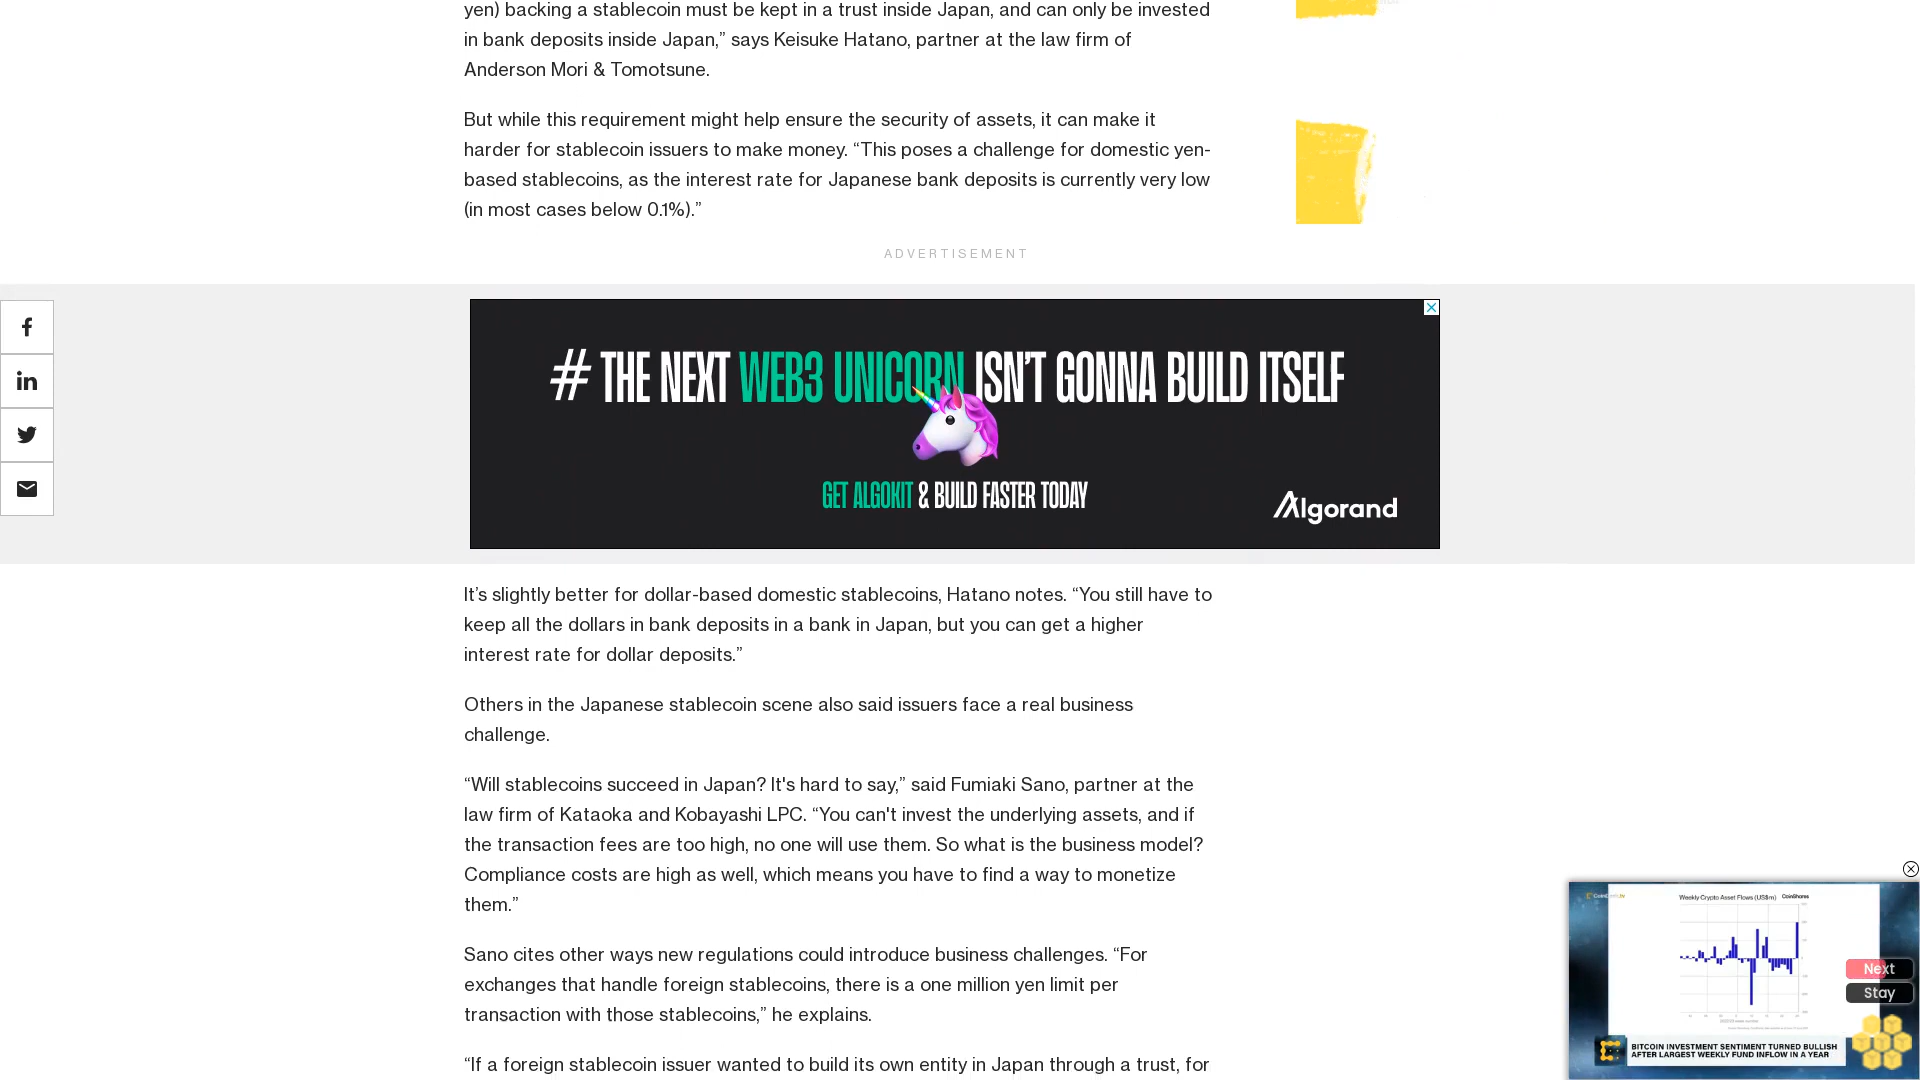 yen) backing a stablecoin must be kept in a trust inside Japan, and can only be invested
in bank deposits inside Japan,” says Keisuke Hatano, partner at the law firm of
Anderson Mori & Tomotsune.
But while this requirement might help ensure the security of assets, it can make it
harder for stablecoin issuers to make money. “This poses a challenge for domestic yen-
based stablecoins, as the interest rate for Japanese bank deposits is currently very low
(in most cases below 0.1%).”
ADVERTISEMENT
# THE NEXT WEB3 UNICORN ISN'T GONNA BUILD ITSELF
GET ALGOKIT & BUILD FASTER TODAY
Algorand
It’s slightly better for dollar-based domestic stablecoins, Hatano notes. “You still have to
keep all the dollars in bank deposits in a bank in Japan, but you can get a higher
interest rate for dollar deposits.”
Others in the Japanese stablecoin scene also said issuers face a real business
challenge.
“Will stablecoins succeed in Japan? It's hard to say,” said Fumiaki Sano, partner at the
law firm of Kataoka and Kobayashi LPC. “You can't invest the underlying assets, and if
the transaction fees are too high, no one will use them. So what is the business model?
Compliance costs are high as well, which means you have to find a way to monetize
them.”
Sano cites other ways new regulations could introduce business challenges. “For
exchanges that handle foreign stablecoins, there is a one million yen limit per
transaction with those stablecoins,” he explains.
“If a foreign stablecoin issuer wanted to build its own entity in Japan through a trust, for
Weekly Crypto Asset Flows (US$m) CoinShares
Next
Stay
BITCOIN INVESTMENT SENTIMENT TURNED BULLISH
AFTER LARGEST WEEKLY FUND INFLOW IN A YEAR